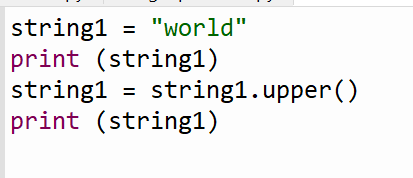 string1 = "world"
print (string1)
string1 = string1.upper()
print (string1)